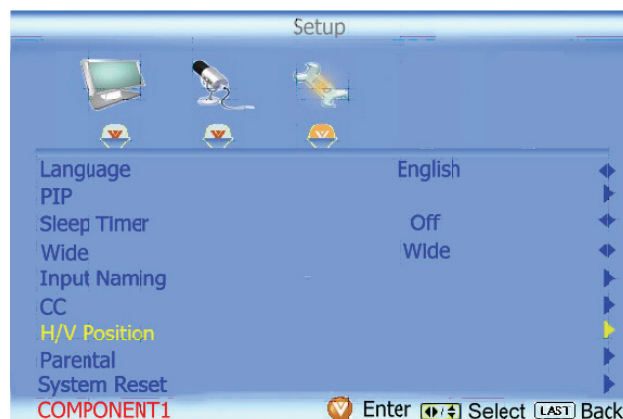 Setup
Language English
PIP
Sleep Timer Off
Wide Wide
Input Naming
CC
H/V Position
Parental
System Reset
COMPONENT1 Enter Select LAST Back